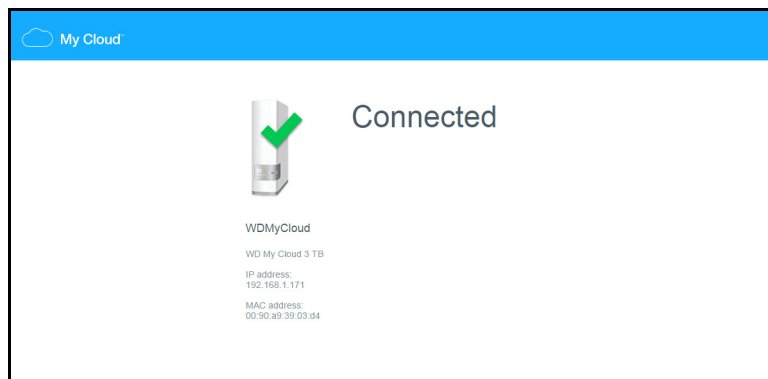 My Cloud™
Connected
WDMyCloud
WD My Cloud 3 TB
IP address:
192.168.1.171
MAC address:
00:90:a9:39:03:d4